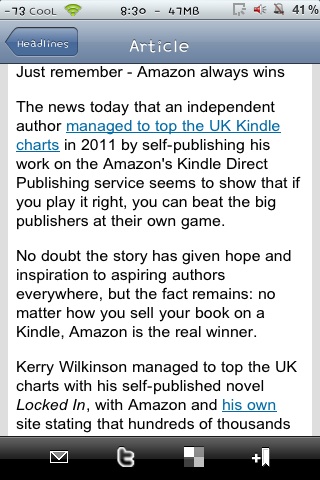 -73 Cool 8:30 - 47MB 41%
Headlines
Article
Just remember - Amazon always wins
The news today that an independent
author managed to top the UK Kindle
charts in 2011 by self-publishing his
work on the Amazon's Kindle Direct
Publishing service seems to show that if
you play it right, you can beat the big
publishers at their own game.
No doubt the story has given hope and
inspiration to aspiring authors
everywhere, but the fact remains: no
matter how you sell your book on a
Kindle, Amazon is the real winner.
Kerry Wilkinson managed to top the UK
charts with his self-published novel
Locked In, with Amazon and his own
site stating that hundreds of thousands